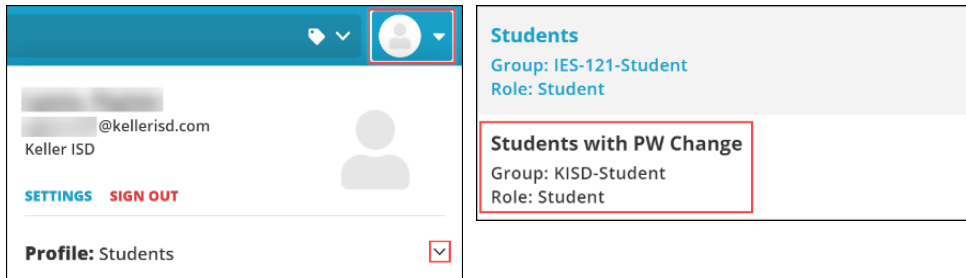 @kellerisd.com
Keller ISD
SETTINGS SIGN OUT
Profile: Students
Students
Group: IES-121-Student
Role: Student
Students with PW Change
Group: KISD-Student
Role: Student